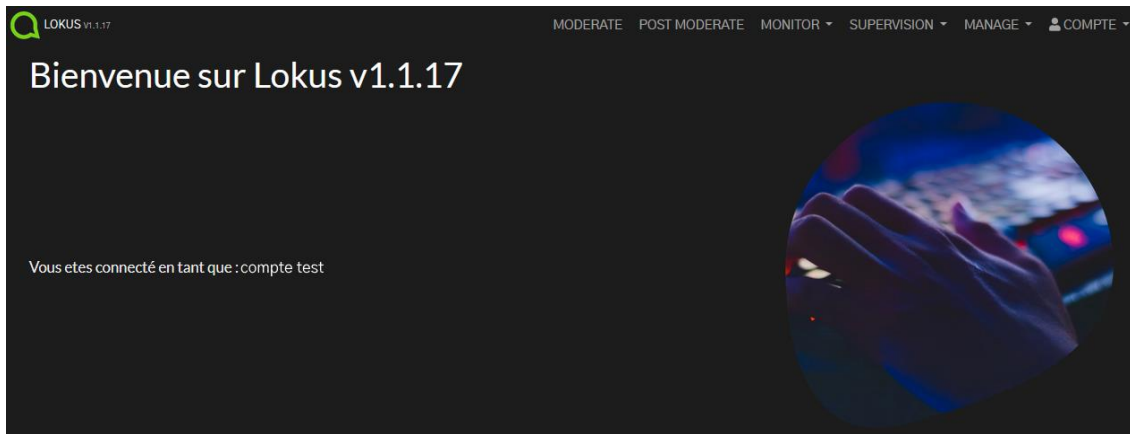 LOKUS V1.1.17 MODERATE POST MODERATE MONITOR SUPERVISION MANAGE COMPTE
Bienvenue sur Lokus v1.1.17
Vous etes connecté en tant que : compte test